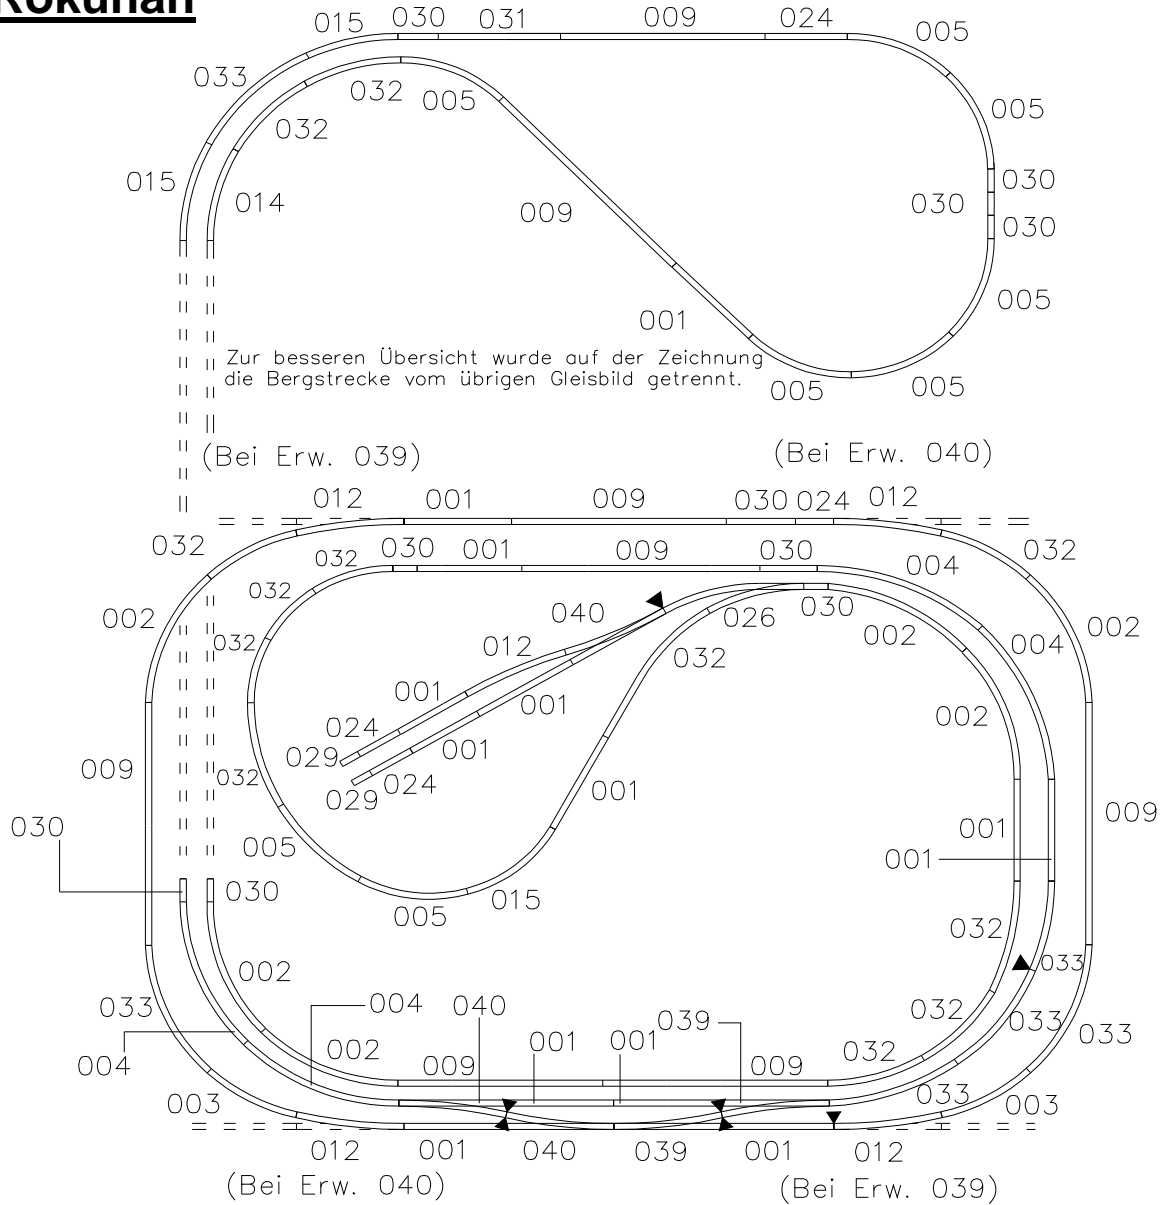 Rokuhan
015 030 031 009 024 005
033
032 005
032
005
015
014
030
030
009
030
005
001
Zur besseren Übersicht wurde auf der Zeichnung
die Bergstrecke vom übrigen Gleisbild getrennt.
005 005
(Bei Erw. 039) (Bei Erw. 040)
012 001 009 030 024 012
032 032 030 001 009 030 004 032
032
002 040 026 030 002 004 002
032 012 032
001 001 002
024
029 001
009 032 024 001 009
029
030 005 001
001
030
005 015 032
002 033
004 040 039 032 033 033
033
004 002 009 001 001 009 032
003 033 003
012 001 040 039 001 012
(Bei Erw. 040) (Bei Erw. 039)